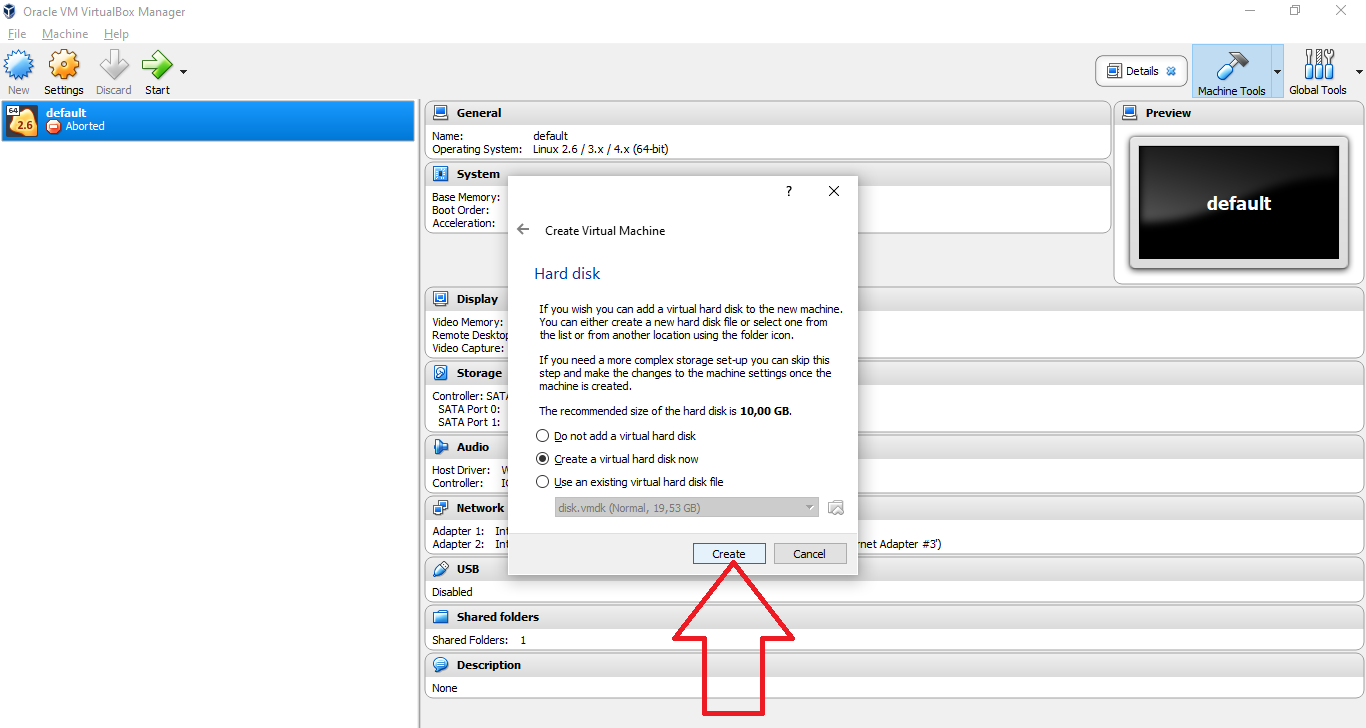 Oracle VM VirtualBox Manager
File Machine Help
New Settings Discard Start
Details
Machine Tools
Global Tools
64
2.6
default
Aborted
General
Name: default
Operating System: Linux 2.6 / 3.x / 4.x (64-bit)
Preview
default
System
Base Memory:
Boot Order:
Acceleration:
Display
Video Memory:
Remote Desktop
Video Capture:
Storage
Controller: SATA
SATA Port 0:
SATA Port 1:
Audio
Host Driver: W
Controller: IC
Network
Adapter 1: Int
Adapter 2: Int
rnet Adapter #3')
USB
Disabled
Shared folders
Shared Folders: 1
Description
None
?
Create Virtual Machine
Hard disk
If you wish you can add a virtual hard disk to the new machine.
You can either create a new hard disk file or select one from
the list or from another location using the folder icon.
If you need a more complex storage set-up you can skip this
step and make the changes to the machine settings once the
machine is created.
The recommended size of the hard disk is 10,00 GB.
Do not add a virtual hard disk
Create a virtual hard disk now
Use an existing virtual hard disk file
disk.vmdk (Normal, 19,53 GB)
Create Cancel